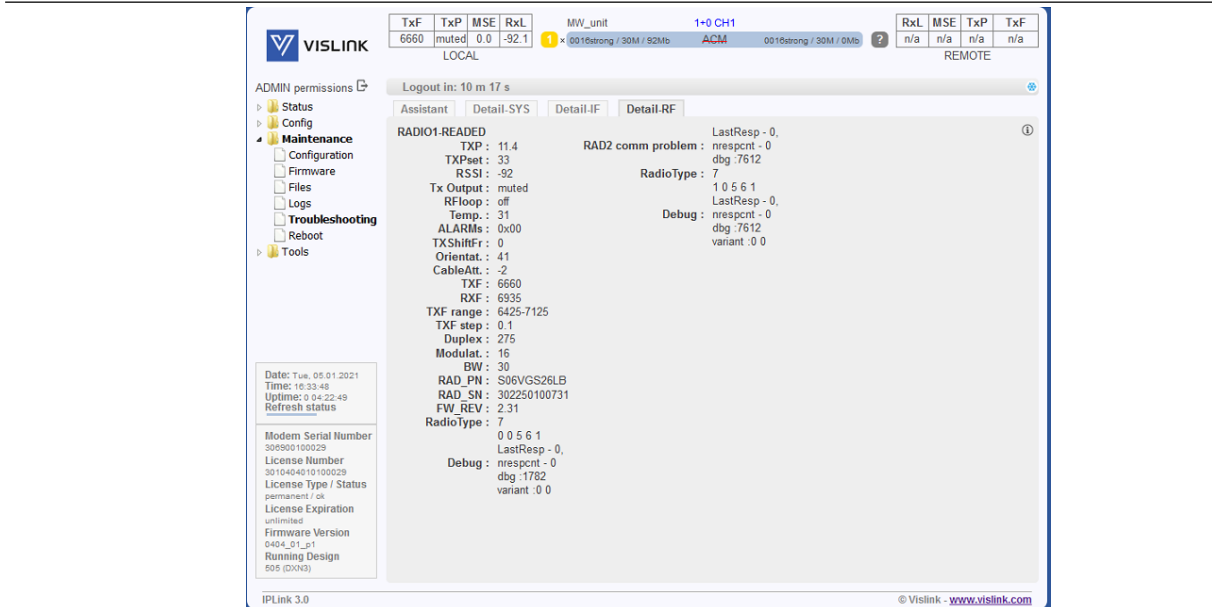 TxF TxP MSE RxL MW_unit 1+0 CH1 RxL MSE TxP TxF
6660 muted 0.0 -92.1 1 x 0016strong / 30M / 92Mb ACM 0016strong / 30M / 0Mb ? n/a n/a n/a n/a
LOCAL REMOTE
VISLINK
ADMIN permissions
Status
Config
Maintenance
Configuration
Firmware
Files
Logs
Troubleshooting
Reboot
Tools
Date: Tue, 05.01.2021
Time: 16:33:48
Uptime: 0 04:22:49
Refresh status
Modem Serial Number
306900100029
License Number
3010404010100029
License Type / Status
permanent / ok
License Expiration
unlimited
Firmware Version
0404_01_p1
Running Design
505 (DXN3)
Logout in: 10 m 17 s
Assistant Detail-SYS Detail-IF Detail-RF
RADIO1-READED
TXP : 11.4
TXPset : 33
RSSI : -92
Tx Output : muted
RFloop : off
Temp. : 31
ALARMs : 0x00
TXShiftFr : 0
Orientat. : 41
CableAtt. : -2
TXF : 6660
RXF : 6935
TXF range : 6425-7125
TXF step : 0.1
Duplex : 275
Modulat. : 16
BW : 30
RAD_PN : S06VGS26LB
RAD_SN : 302250100731
FW_REV : 2.31
RadioType : 7
0 0 5 6 1
LastResp - 0,
Debug : nrespcnt - 0
dbg :1782
variant :0 0
LastResp - 0,
RAD2 comm problem : nrespcnt - 0
dbg :7612
RadioType : 7
1 0 5 6 1
LastResp - 0,
Debug : nrespcnt - 0
dbg :7612
variant :0 0
IPLink 3.0
© Vislink - www.vislink.com